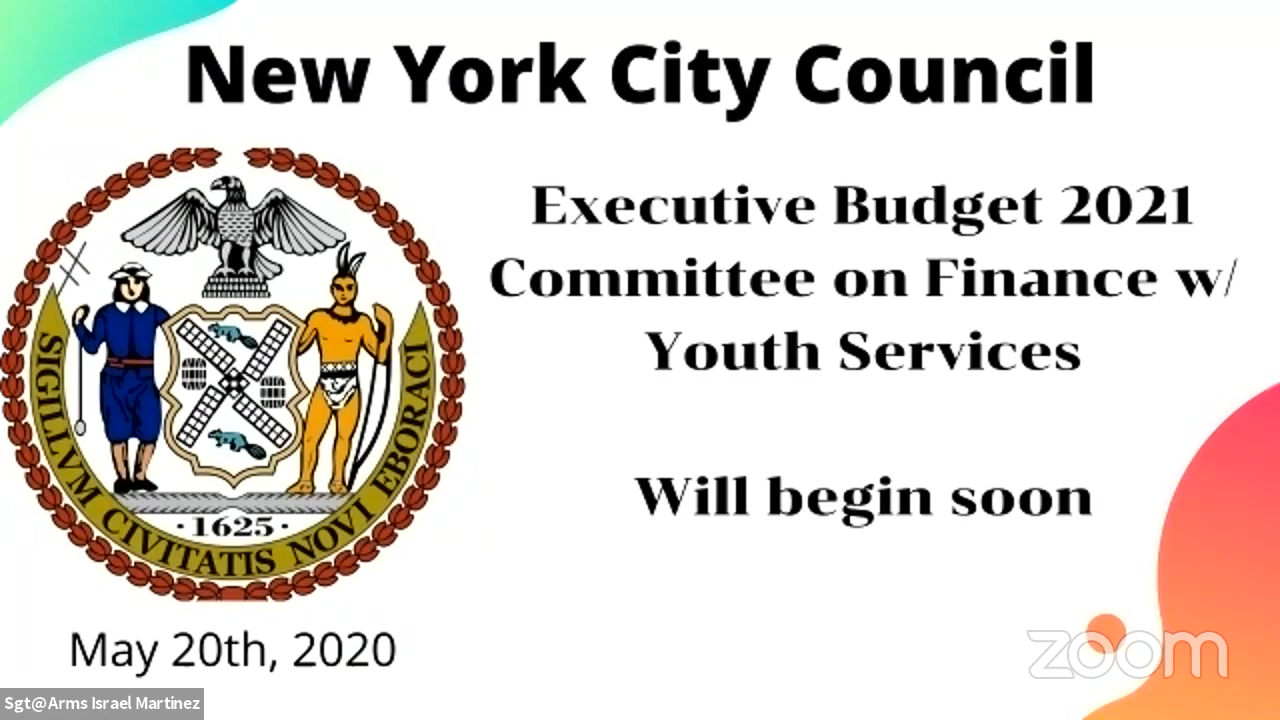 New York City Council
Executive Budget 2021
Committee on Finance w/
Youth Services
Will begin soon
SIGILLVM CIVITATIS NOVI EBORACI
·1625·
May 20th, 2020
zoom
Sgt@Arms Israel Martinez